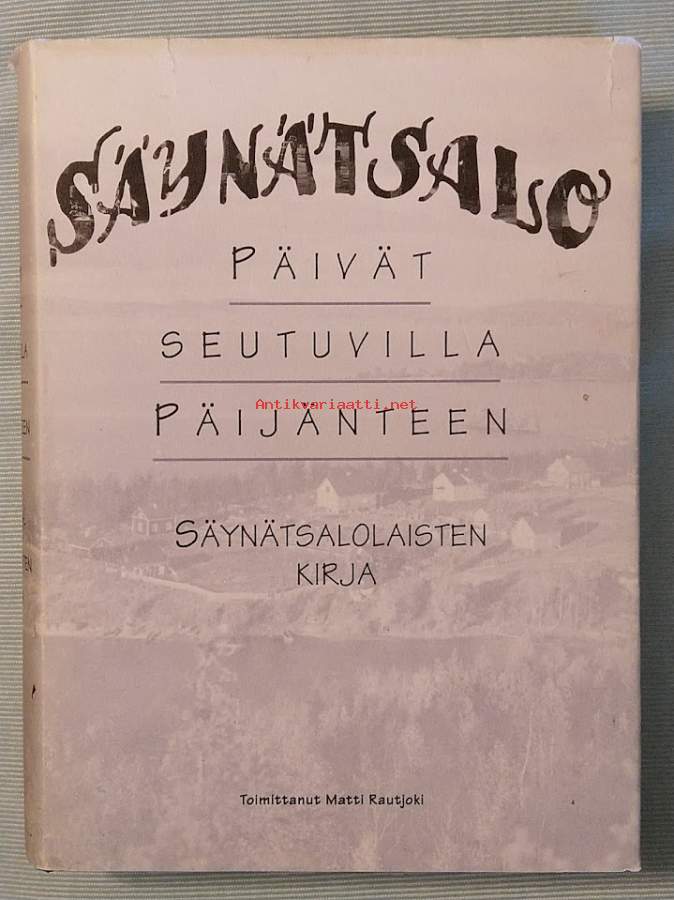 SÄYNÄTSALO
PÄIVÄT
SEUTUVILLA
Antikvariaatti.net
PÄIJÄNTEEN
SÄYNÄTSALOLAISTEN
KIRJA
Toimittanut Matti Rautjoki